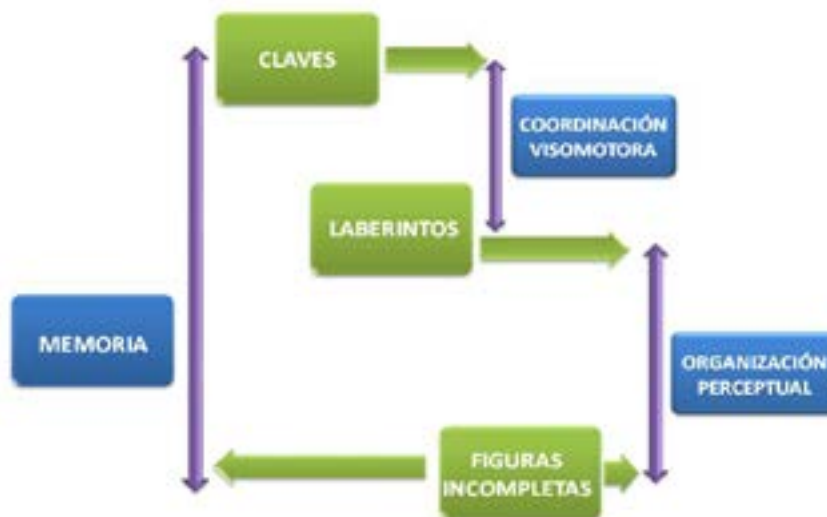 CLAVES
COORDINACIÓN
VISOMOTORA
LABERINTOS
MEMORIA
ORGANIZACIÓN
PERCEPTUAL
FIGURAS
INCOMPLETAS